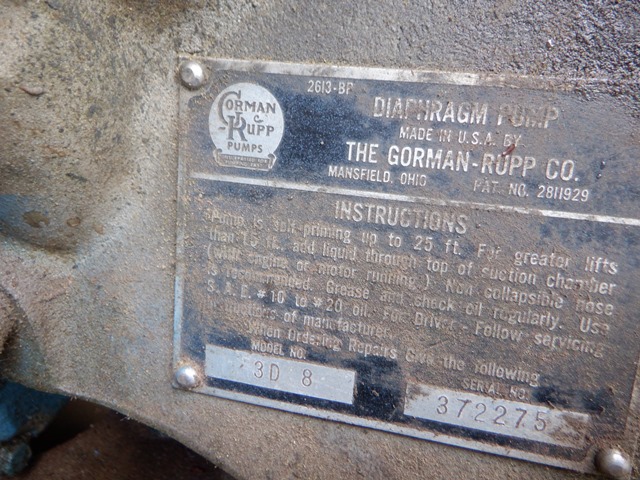 GORMAN
&
RUPP
PUMPS
2613-BP
DIAPHRAGM PUMP
MADE IN U.S.A. BY
THE GORMAN-RUPP CO.
MANSFIELD, OHIO PAT. NO. 2811929
INSTRUCTIONS
Pump is self-priming up to 25 ft. For greater lifts
than 15 ft. add liquid through top of suction chamber
(with engine or motor running.) Non collapsible hose
is recommended. Grease and check oil regularly. Use
S.A.E. #10 to #20 oil. For Driver - Follow servicing
instructions of manufacturer.
When Ordering Repairs Give the following
MODEL NO. SERIAL NO.
3D 8 372275